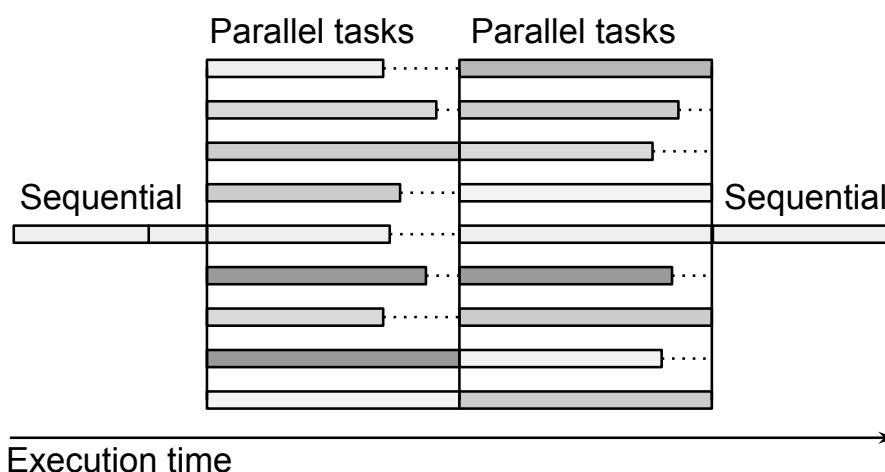 Parallel tasks Parallel tasks
Sequential Sequential
Execution time